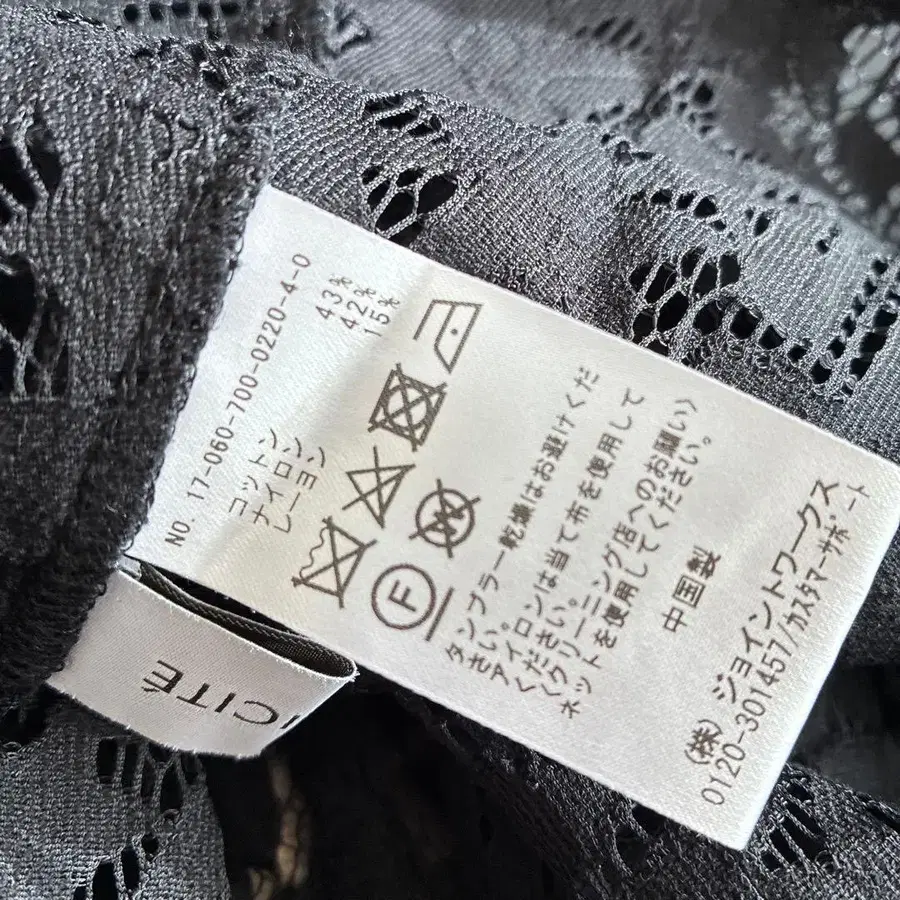 NO. 17-060-700-0220-4-0
コットン 43%
ナイロン 42%
レーヨン 15%
F
W
タンブラー乾燥はお避けくだ
さい。
アイロンは当て布を使用して
ください。
(クリーニング店へのお願い)
ネットを使用してください。
中国製
(株) ジョイントワークス
0120-301457/カスタマーサポート
ICITÉ